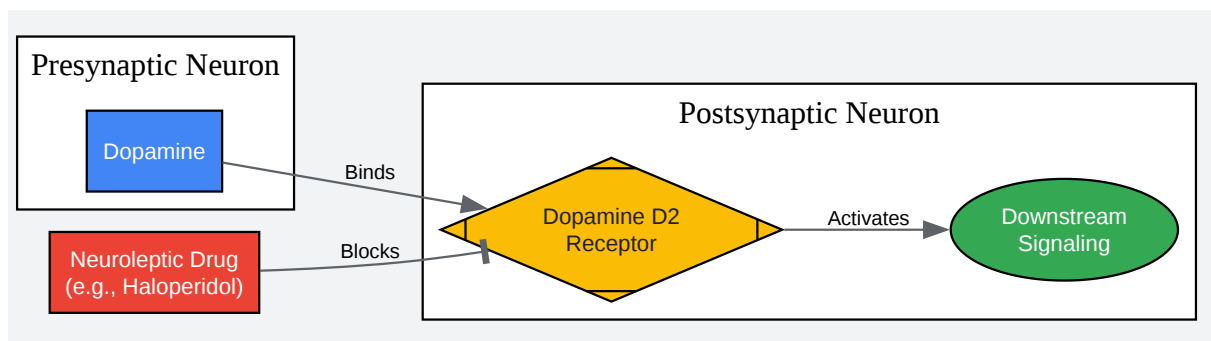 Presynaptic Neuron
Dopamine
Binds
Neuroleptic Drug
(e.g., Haloperidol)
Blocks
Postsynaptic Neuron
Dopamine D2
Receptor
Activates
Downstream
Signaling